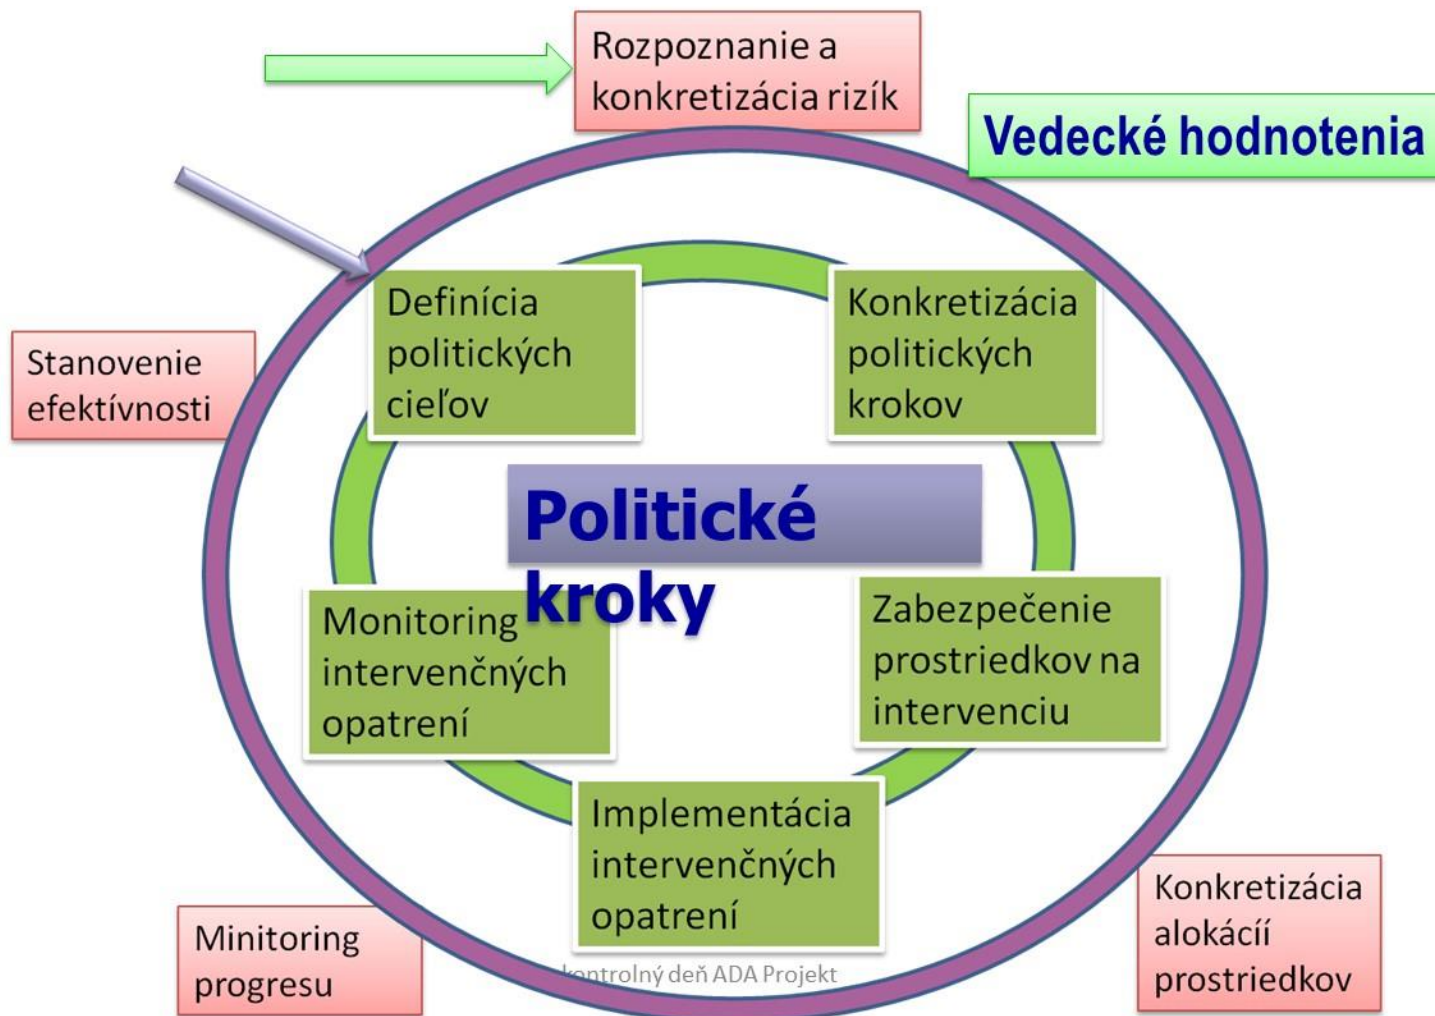 Rozpoznanie a
konkretizácia rizík
Vedecké hodnotenia
Definícia
politických
cieľov
Konkretizácia
politických
krokov
Stanovenie
efektívnosti
Politické
kroky
Monitoring
intervenčných
opatrení
Zabezpečenie
prostriedkov na
intervenciu
Implementácia
intervenčných
opatrení
Konkretizácia
alokácíí
prostriedkov
Minitoring
progresu
kontrolný deň ADA Projekt